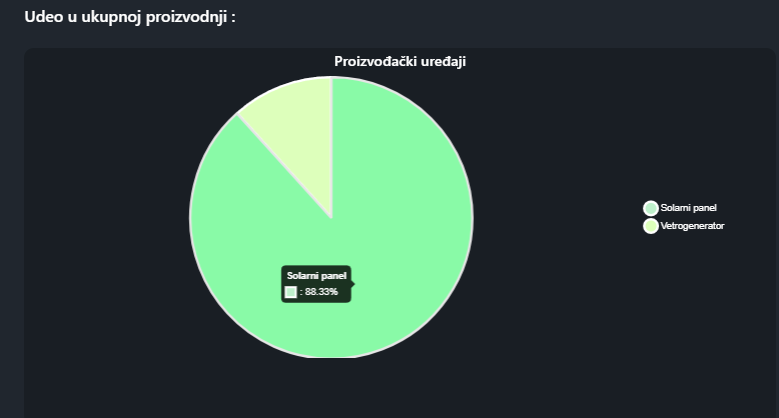 Udeo u ukupnoj proizvodnji :
Proizvođački uređaji
Solarni panel
: 88.33%
Solarni panel
Vetrogenerator